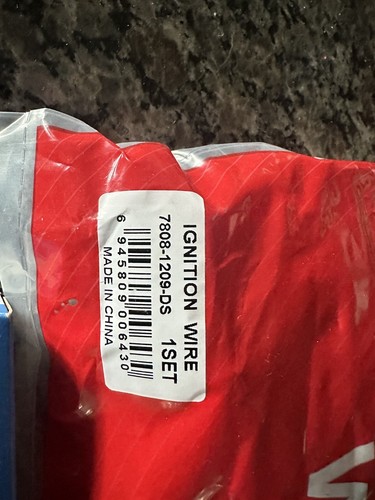 IGNITION WIRE
7808-1209-DS 1SET
6 945809 006430
MADE IN CHINA